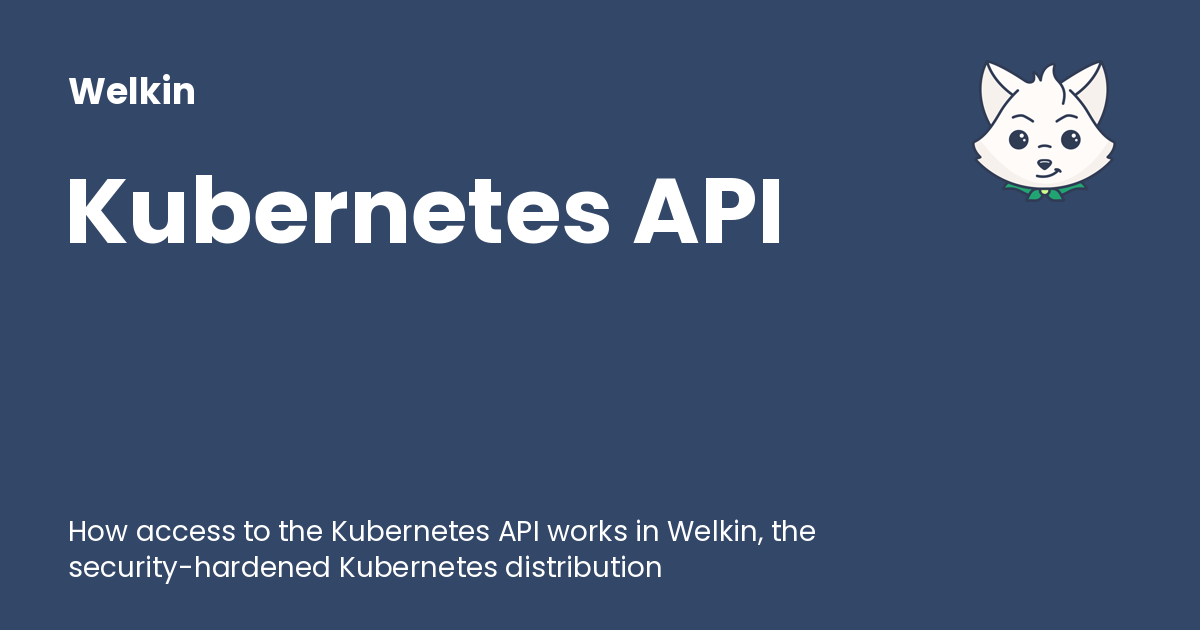 Welkin
Kubernetes API
How access to the Kubernetes API works in Welkin, the
security-hardened Kubernetes distribution